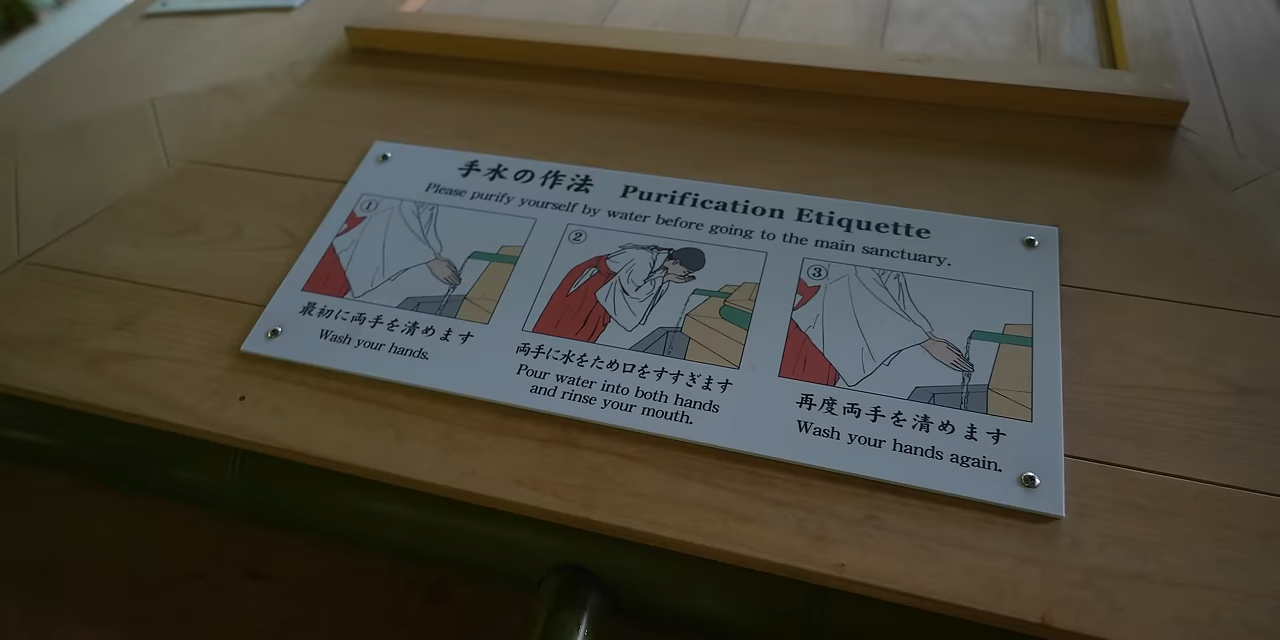 手水の作法 Purification Etiquette
Please purify yourself by water before going to the main sanctuary.
①
最初に両手を清めます
Wash your hands.
②
両手に水をため口をすすぎます
Pour water into both hands
and rinse your mouth.
③
再度両手を清めます
Wash your hands again.